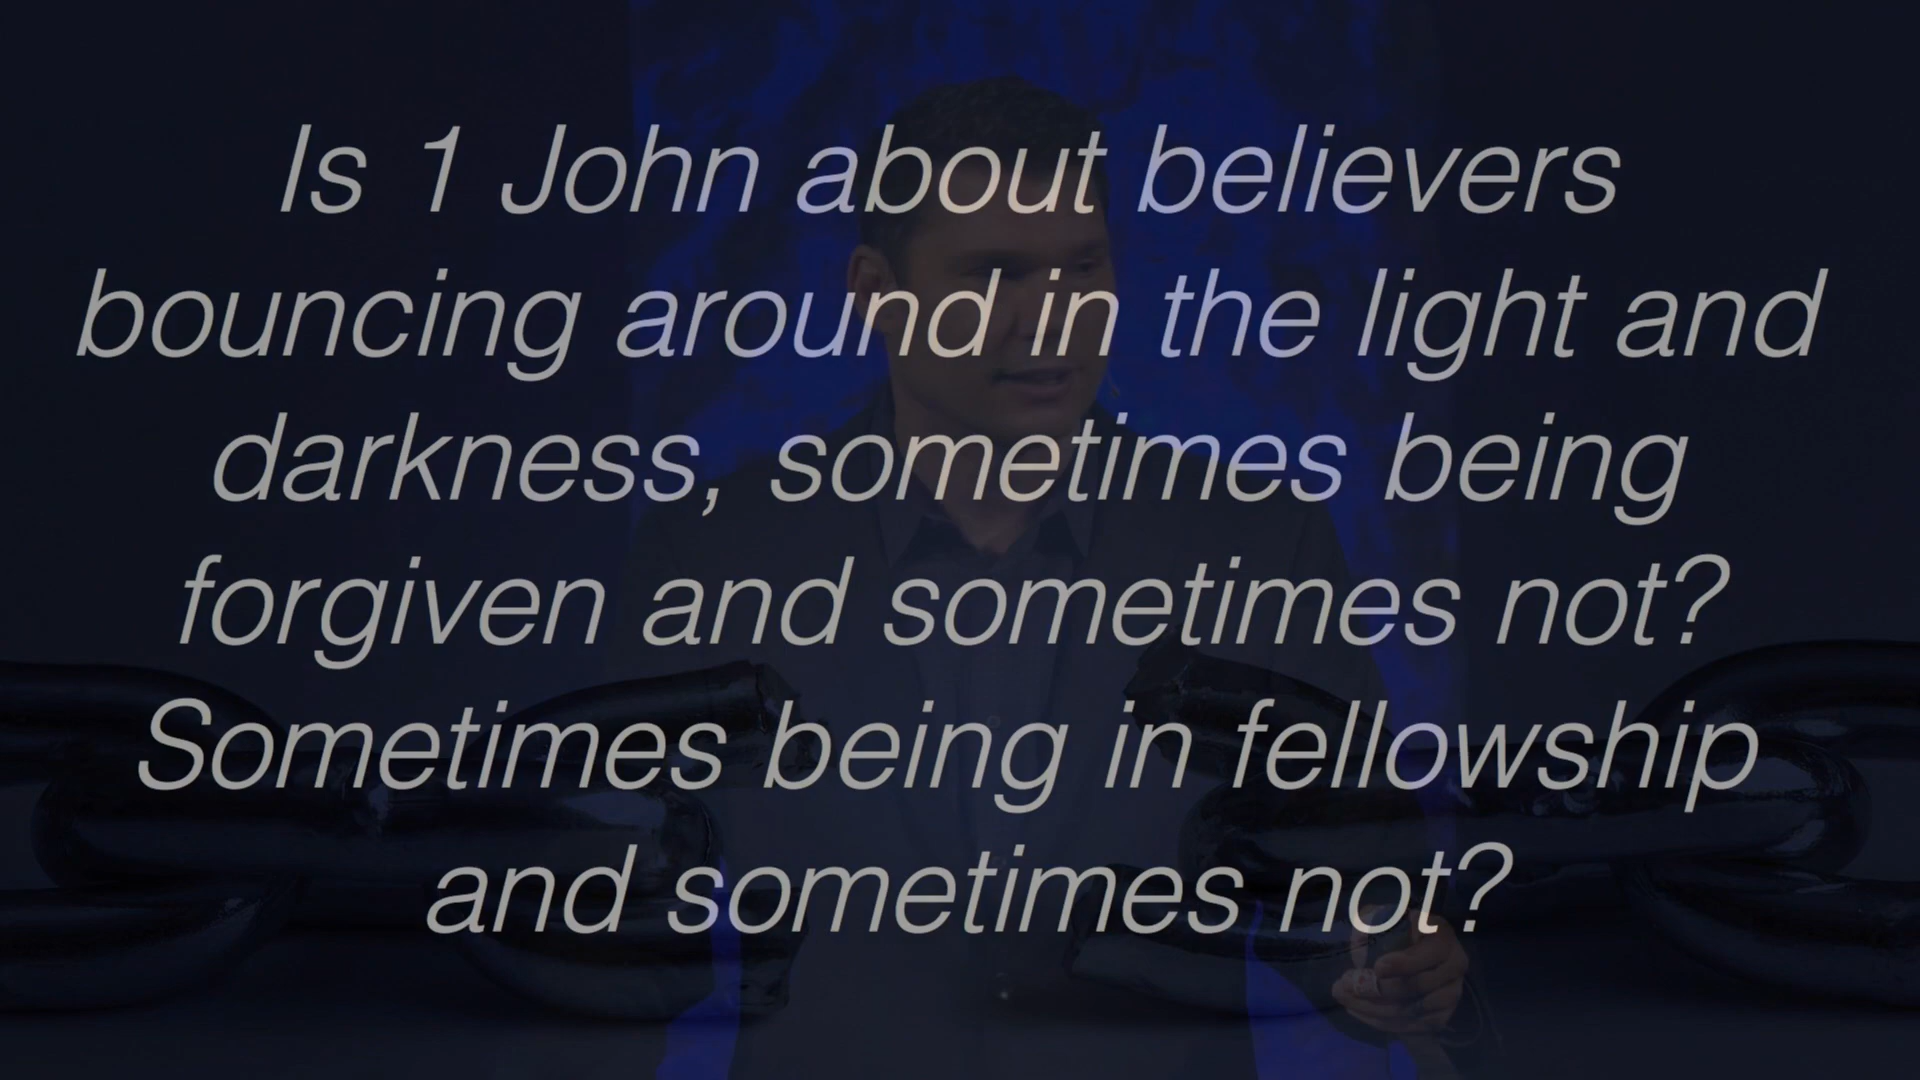 Is 1 John about believers
bouncing around in the light and
darkness, sometimes being
forgiven and sometimes not?
Sometimes being in fellowship
and sometimes not?